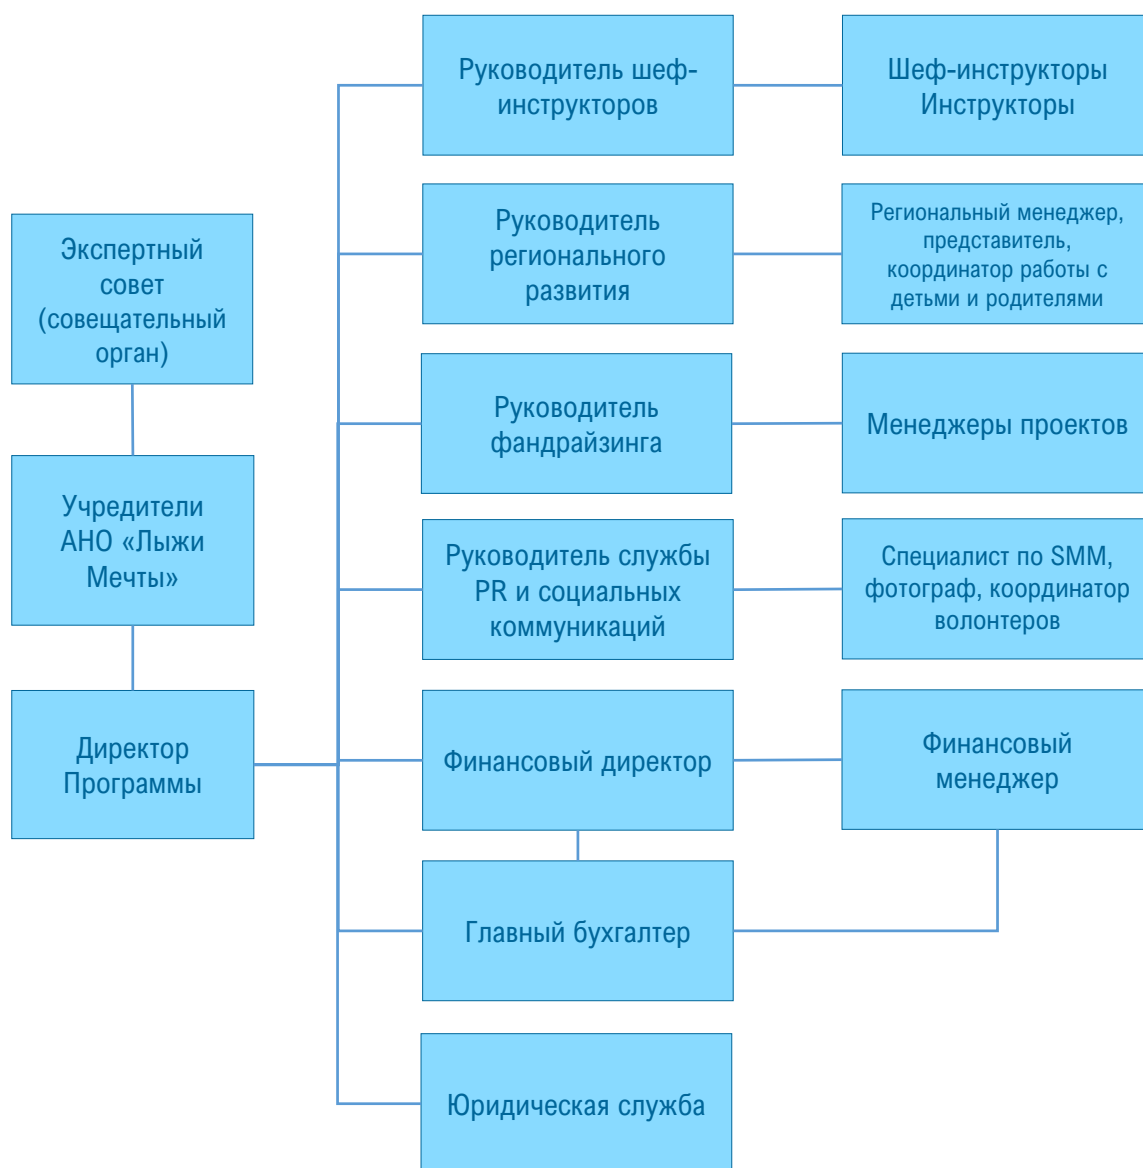 Руководитель шеф-
инструкторов
Шеф-инструкторы
Инструкторы
Экспертный
совет
(совещательный
орган)
Руководитель
регионального
развития
Региональный менеджер,
представитель,
координатор работы с
детьми и родителями
Руководитель
фандрайзинга
Менеджеры проектов
Учредители
АНО «Лыжи
Мечты»
Руководитель службы
PR и социальных
коммуникаций
Специалист по SMM,
фотограф, координатор
волонтеров
Директор
Программы
Финансовый директор
Финансовый
менеджер
Главный бухгалтер
Юридическая служба